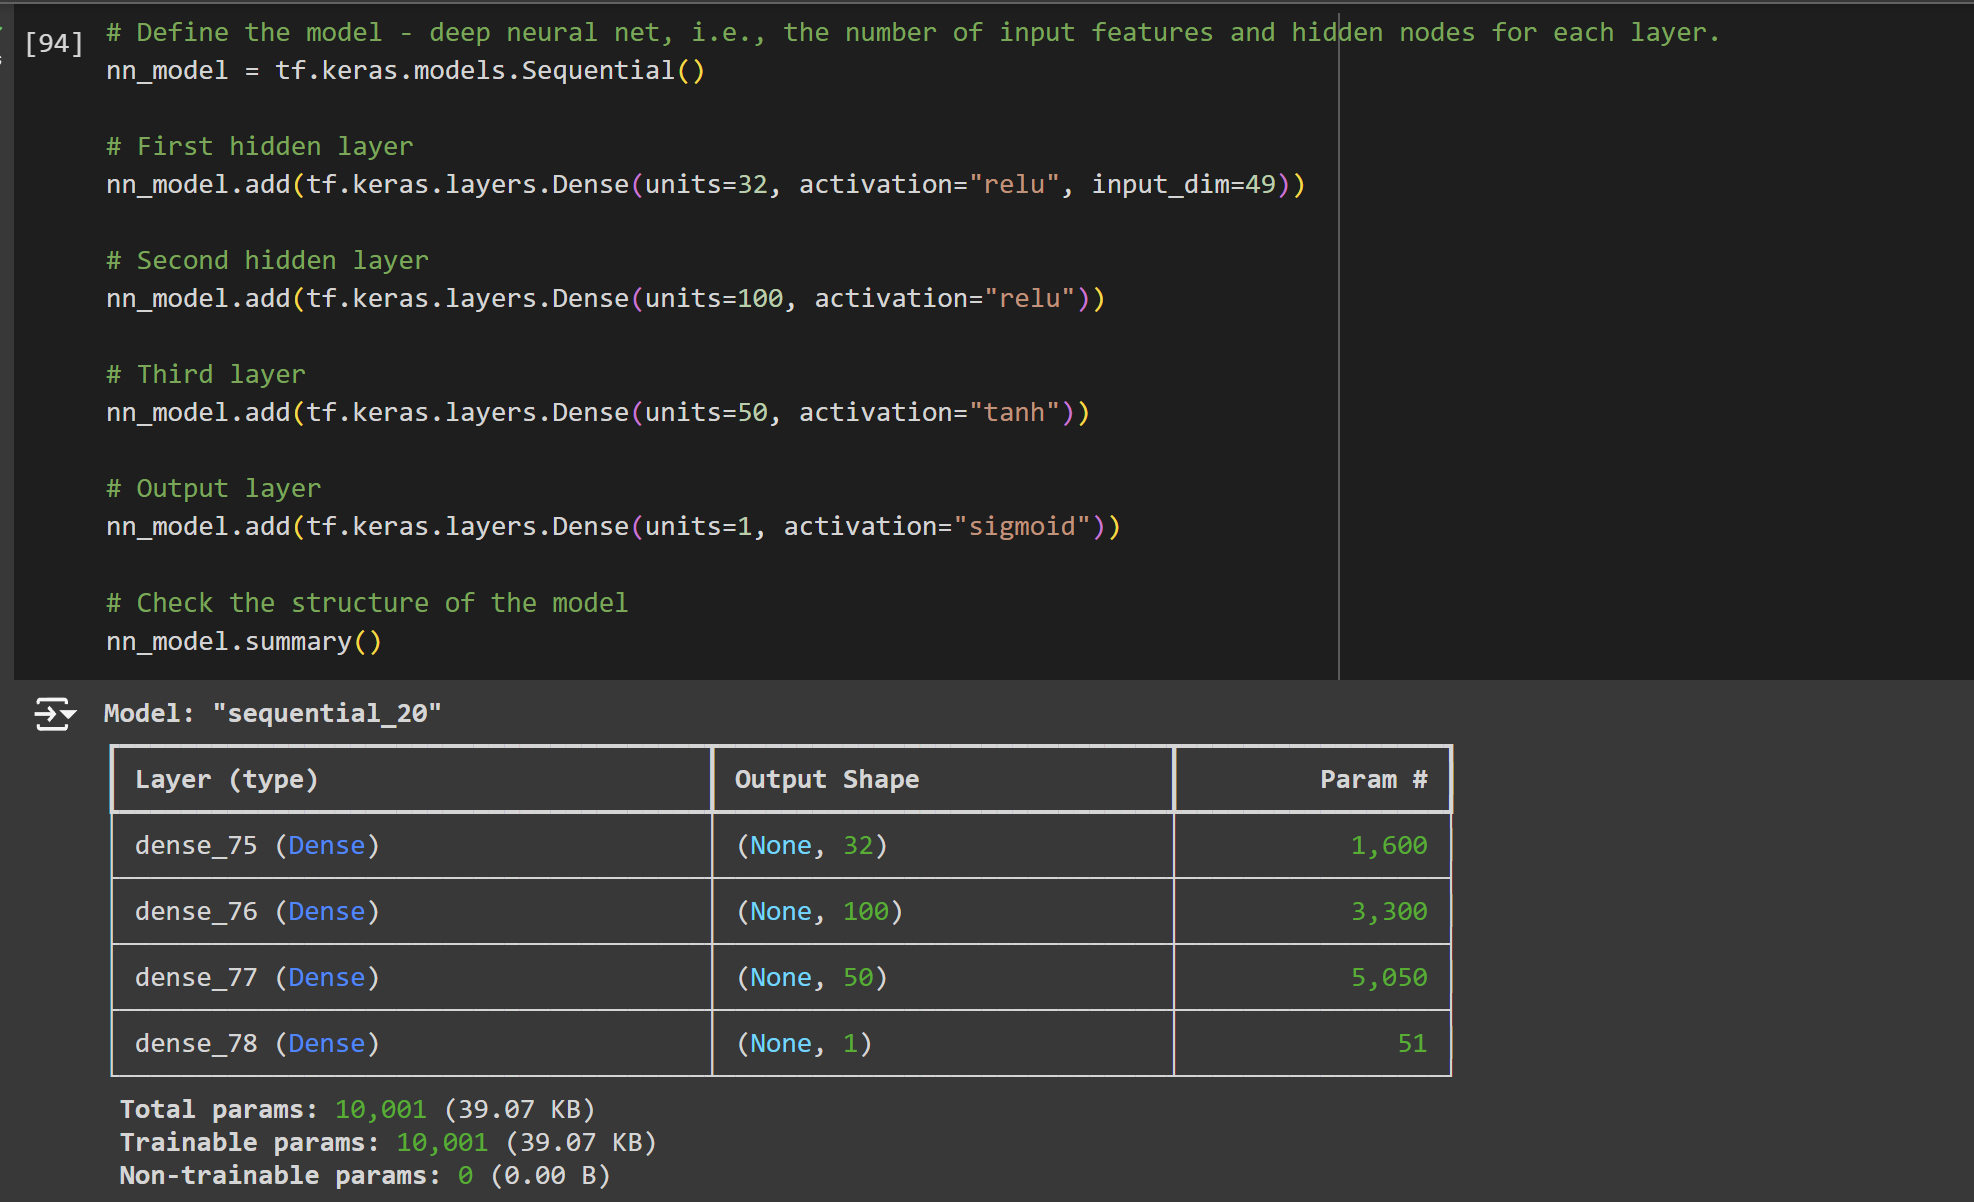 [94]
# Define the model - deep neural net, i.e., the number of input features and hidden nodes for each layer.
nn_model = tf.keras.models.Sequential()
# First hidden layer
nn_model.add(tf.keras.layers.Dense(units=32, activation="relu", input_dim=49))
# Second hidden layer
nn_model.add(tf.keras.layers.Dense(units=100, activation="relu"))
# Third layer
nn_model.add(tf.keras.layers.Dense(units=50, activation="tanh"))
# Output layer
nn_model.add(tf.keras.layers.Dense(units=1, activation="sigmoid"))
# Check the structure of the model
nn_model.summary()
Model: "sequential_20"
Layer (type) Output Shape Param #
dense_75 (Dense) (None, 32) 1,600
dense_76 (Dense) (None, 100) 3,300
dense_77 (Dense) (None, 50) 5,050
dense_78 (Dense) (None, 1) 51
Total params: 10,001 (39.07 KB)
Trainable params: 10,001 (39.07 KB)
Non-trainable params: 0 (0.00 B)